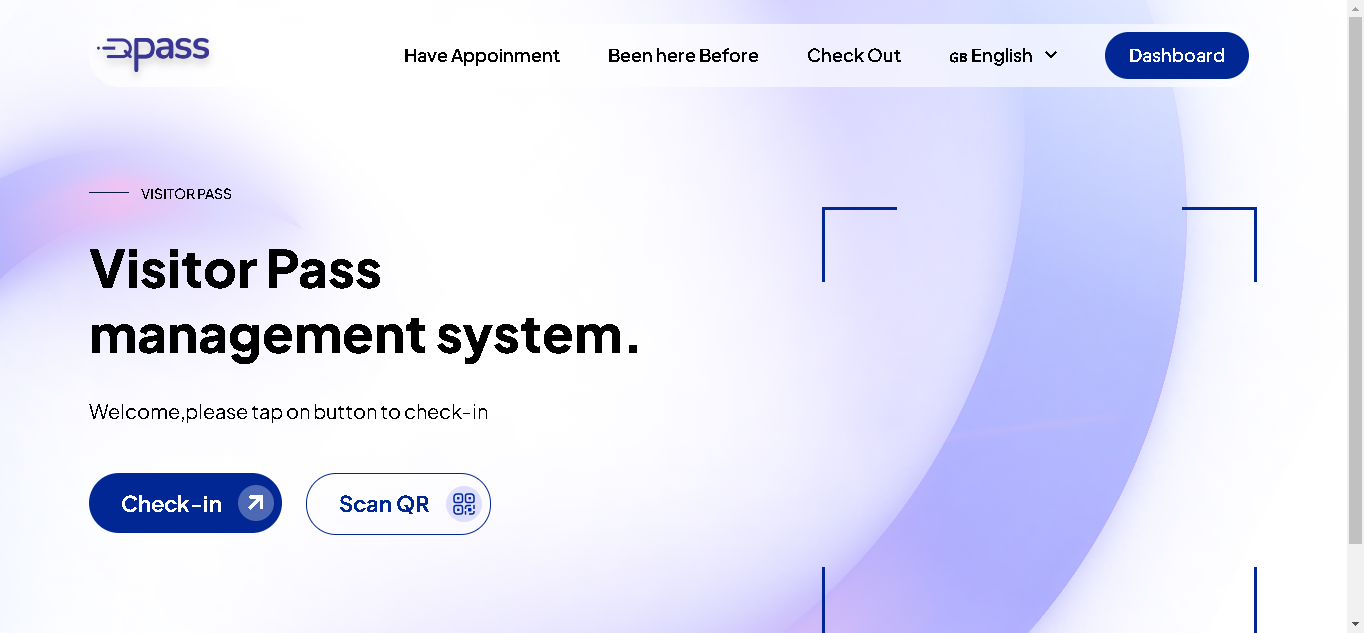 Qpass
Have Appoinment
Been here Before
Check Out
GB English
Dashboard
VISITOR PASS
Visitor Pass
management system.
Welcome,please tap on button to check-in
Check-in
Scan QR